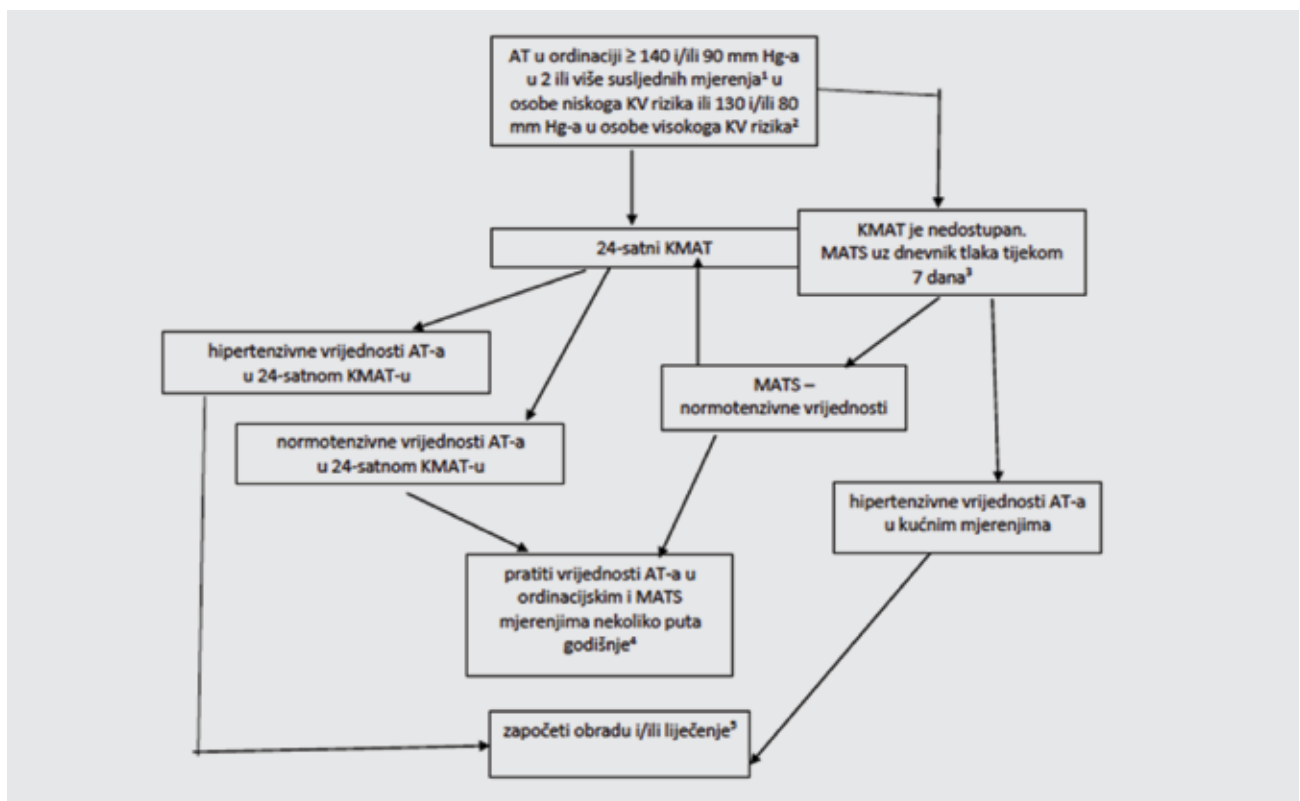 AT u ordinaciji ≥ 140 i/ili 90 mm Hg-a
u 2 ili više susljednih mjerenja¹ u
osobe niskoga KV rizika ili 130 i/ili 80
mm Hg-a u osobe visokoga KV rizika²
24-satni KMAT
KMAT je nedostupan.
MATS uz dnevnik tlaka tijekom
7 dana³
hipertenzivne vrijednosti AT-a
u 24-satnom KMAT-u
MATS –
normotenzivne vrijednosti
normotenzivne vrijednosti AT-a
u 24-satnom KMAT-u
hipertenzivne vrijednosti AT-a
u kućnim mjerenjima
pratiti vrijednosti AT-a u
ordinacijskim i MATS
mjerenjima nekoliko puta
godišnje⁴
započeti obradu i/ili liječenje⁵